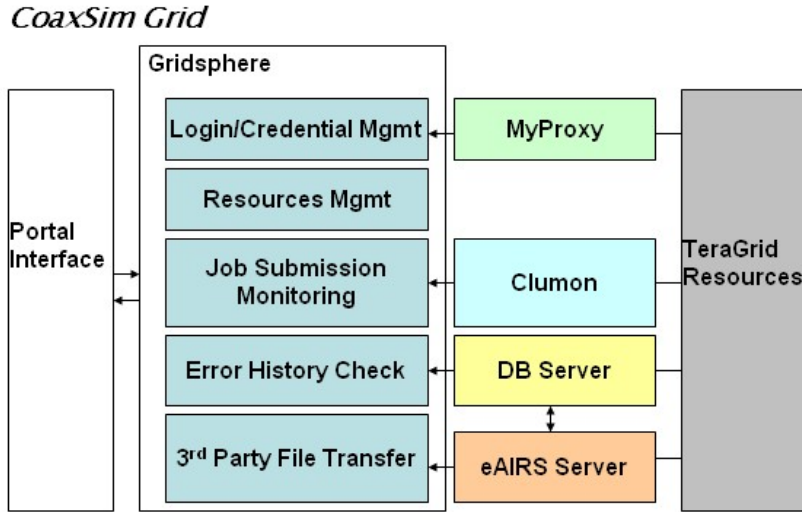 CoaxSim Grid
Gridsphere
Portal
Interface
Login/Credential Mgmt
Resources Mgmt
Job Submission
Monitoring
Error History Check
3rd Party File Transfer
MyProxy
Clumon
DB Server
eAIRS Server
TeraGrid
Resources